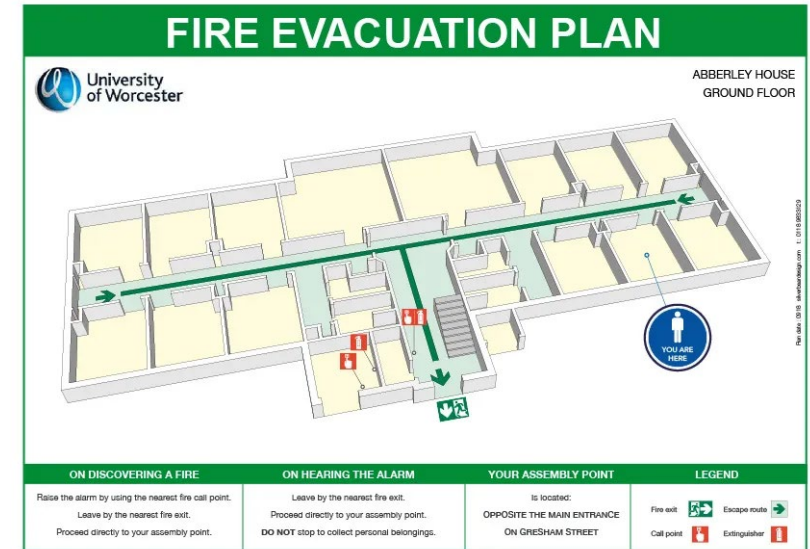 FIRE EVACUATION PLAN
University
of Worcester
ABBERLEY HOUSE
GROUND FLOOR
YOU ARE
HERE
ON DISCOVERING A FIRE
Raise the alarm by using the nearest fire call point.
Leave by the nearest fire exit.
Proceed directly to your assembly point.
ON HEARING THE ALARM
Leave by the nearest fire exit.
Proceed directly to your assembly point.
DO NOT stop to collect personal belongings.
YOUR ASSEMBLY POINT
Is located:
OPPOSITE THE MAIN ENTRANCE
ON GRESHAM STREET
LEGEND
Fire exit
Escape route
Call point
Extinguisher